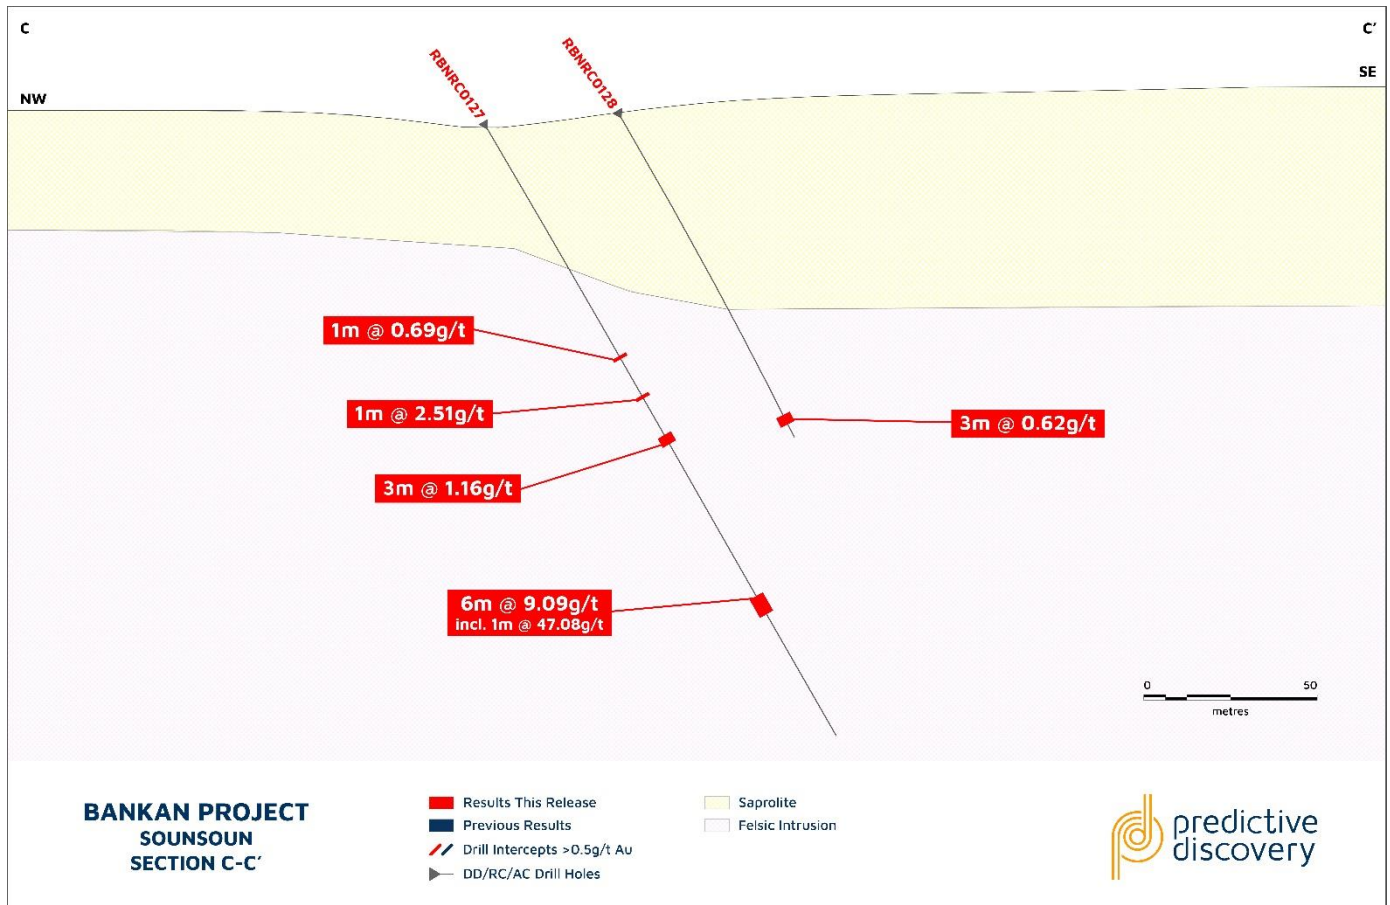 C
C'
NW
SE
RBNRC0127
RBNRC0128
1m @ 0.69g/t
1m @ 2.51g/t
3m @ 1.16g/t
3m @ 0.62g/t
6m @ 9.09g/t
incl. 1m @ 47.08g/t
0 50
metres
BANKAN PROJECT
SOUNSOUN
SECTION C-C'
Results This Release
Previous Results
Drill Intercepts >0.5g/t Au
DD/RC/AC Drill Holes
Saprolite
Felsic Intrusion
predictive
discovery